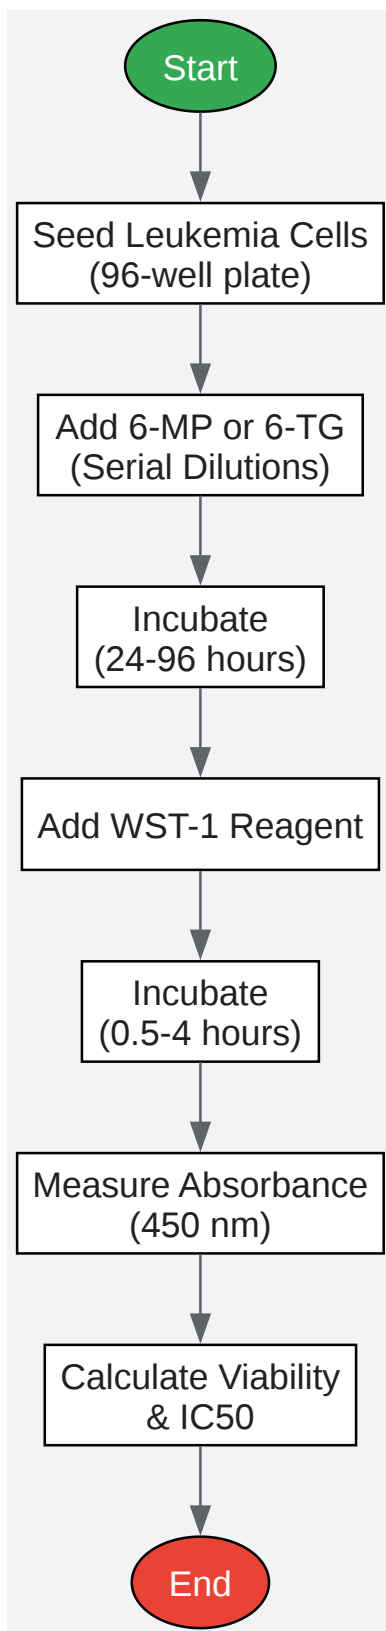 Start
Seed Leukemia Cells
(96-well plate)
Add 6-MP or 6-TG
(Serial Dilutions)
Incubate
(24-96 hours)
Add WST-1 Reagent
Incubate
(0.5-4 hours)
Measure Absorbance
(450 nm)
Calculate Viability
& IC50
End